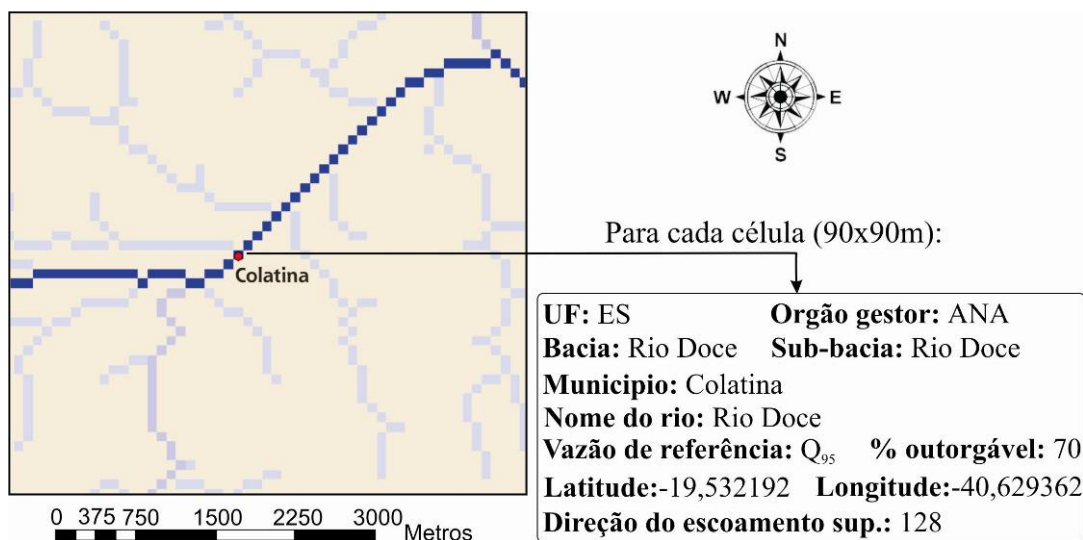 N
W E
S
Para cada célula (90x90m):
Colatina
UF: ES Orgão gestor: ANA
Bacia: Rio Doce Sub-bacia: Rio Doce
Municipio: Colatina
Nome do rio: Rio Doce
Vazão de referência: Q₉₅ % outorgável: 70
Latitude:-19,532192 Longitude:-40,629362
Direção do escoamento sup.: 128
0 375 750 1500 2250 3000 Metros